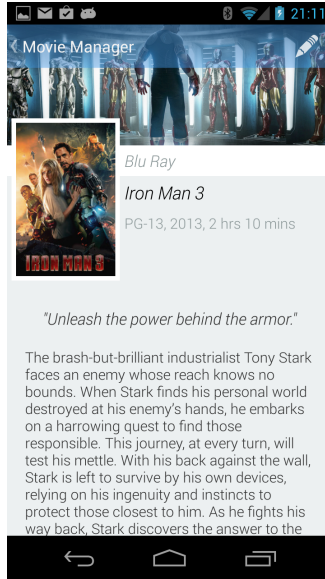 21:11
Movie Manager
Blu Ray
Iron Man 3
PG-13, 2013, 2 hrs 10 mins
IRON MAN 3
"Unleash the power behind the armor."
The brash-but-brilliant industrialist Tony Stark
faces an enemy whose reach knows no
bounds. When Stark finds his personal world
destroyed at his enemy's hands, he embarks
on a harrowing quest to find those
responsible. This journey, at every turn, will
test his mettle. With his back against the wall,
Stark is left to survive by his own devices,
relying on his ingenuity and instincts to
protect those closest to him. As he fights his
way back, Stark discovers the answer to the